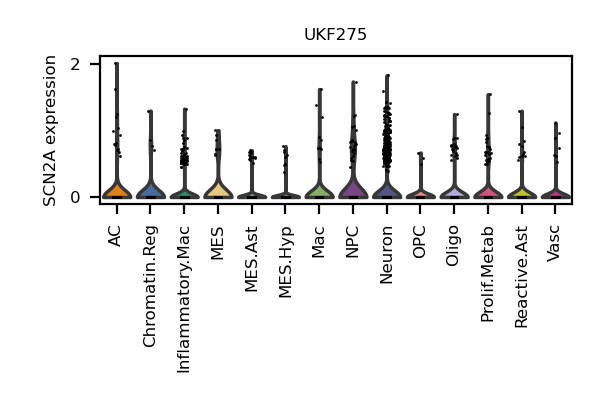 UKF275
SCN2A expression
2
0
AC
Chromatin.Reg
Inflammatory.Mac
MES
MES.Ast
MES.Hyp
Mac
NPC
Neuron
OPC
Oligo
Prolif.Metab
Reactive.Ast
Vasc